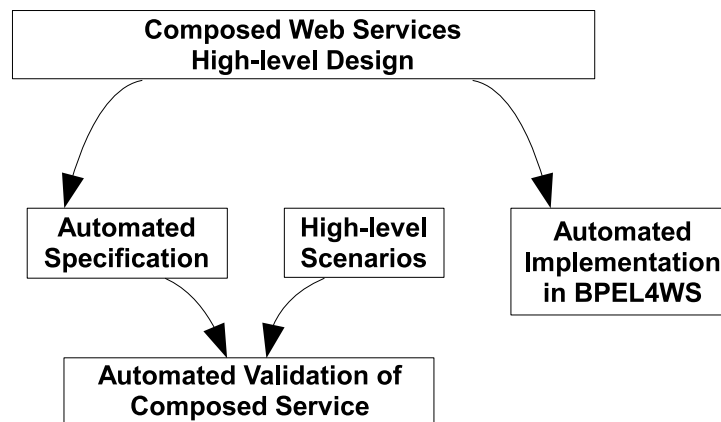 Composed Web Services
High-level Design
Automated
Specification
High-level
Scenarios
Automated
Implementation
in BPEL4WS
Automated Validation of
Composed Service